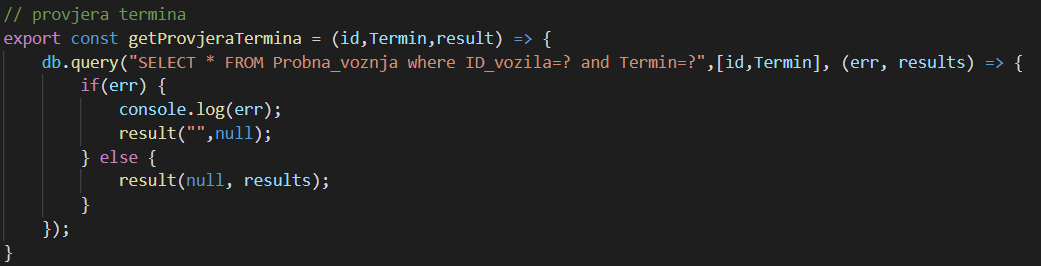 // provjera termina
export const getProvjeraTermina = (id,Termin,result) => {
    db.query("SELECT * FROM Probna_voznja where ID_vozila=? and Termin=?",[id,Termin], (err, results) => {
        if(err) {
            console.log(err);
            result("",null);
        } else {
            result(null, results);
        }
    });
}